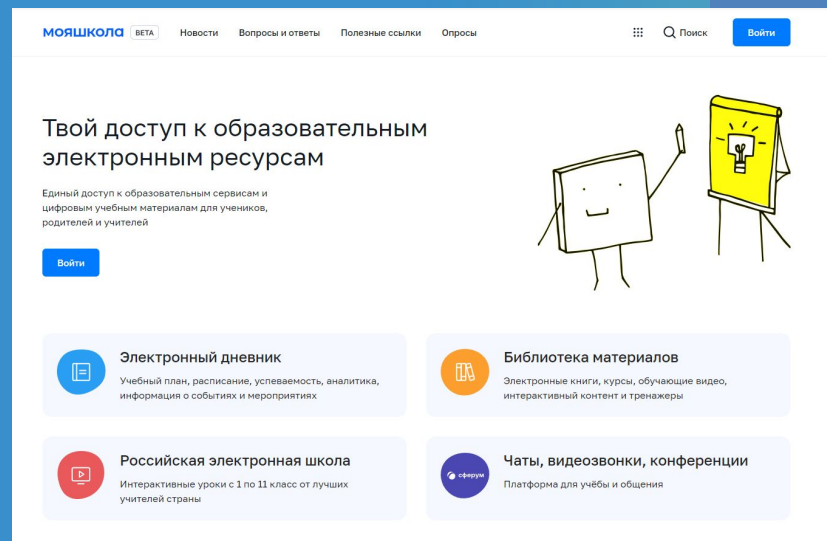 мояшкола BETA Новости Вопросы и ответы Полезные ссылки Опросы Поиск Войти
Твой доступ к образовательным
электронным ресурсам
Единый доступ к образовательным сервисам и
цифровым учебным материалам для учеников,
родителей и учителей
Войти
Электронный дневник
Учебный план, расписание, успеваемость, аналитика,
информация о событиях и мероприятиях
Библиотека материалов
Электронные книги, курсы, обучающие видео,
интерактивный контент и тренажеры
Российская электронная школа
Интерактивные уроки с 1 по 11 класс от лучших
учителей страны
сферум
Чаты, видеозвонки, конференции
Платформа для учёбы и общения